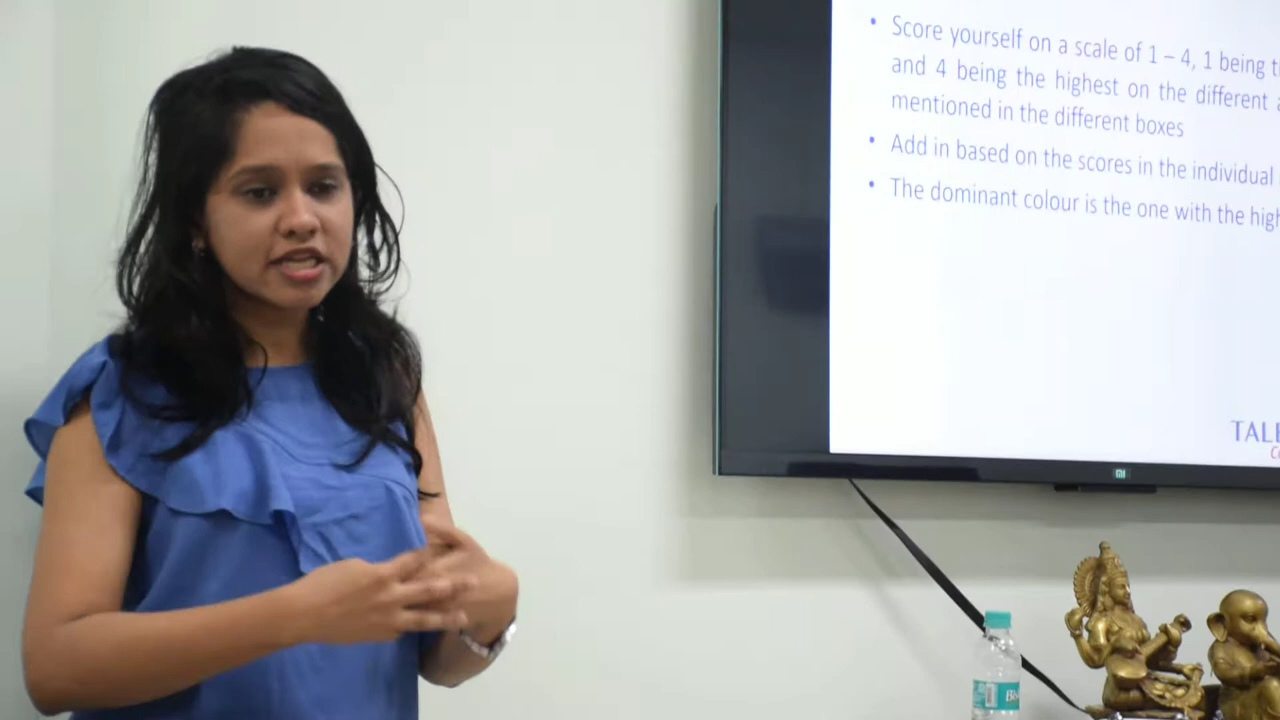 • Score yourself on a scale of 1 – 4, 1 being
and 4 being the highest on the different
mentioned in the different boxes
• Add in based on the scores in the individual
• The dominant colour is the one with the
mi